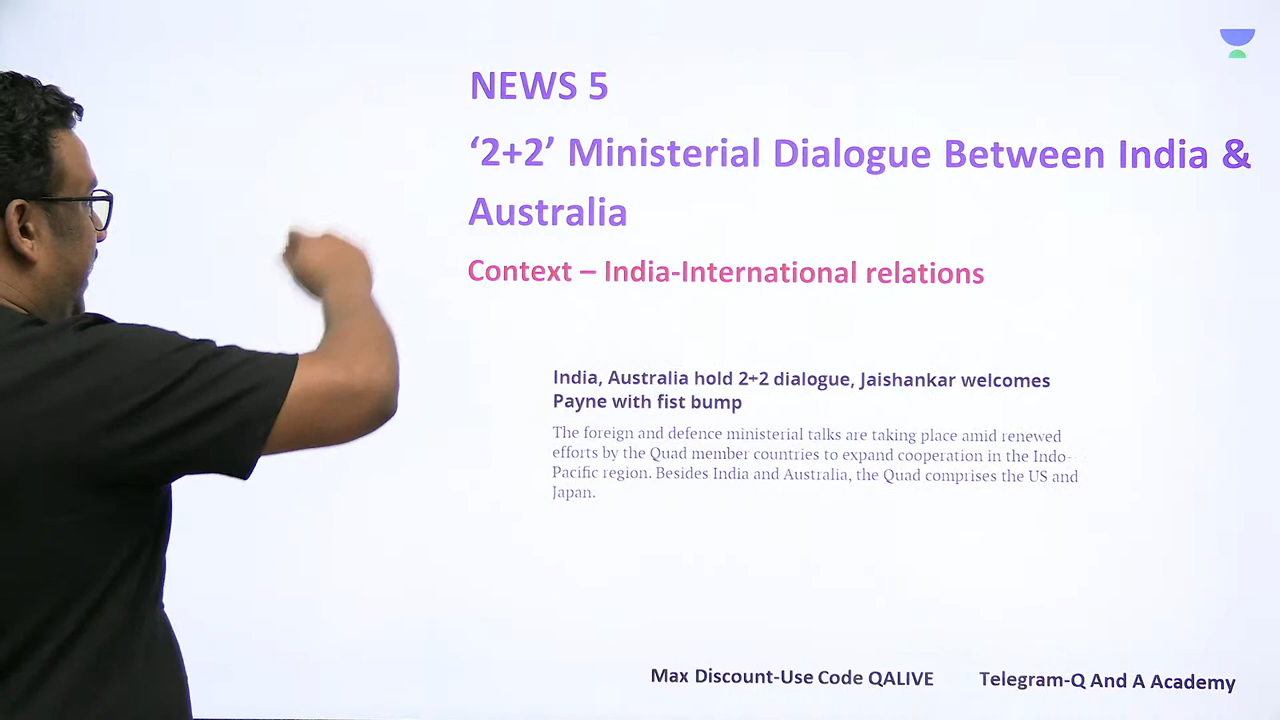 NEWS 5
‘2+2’ Ministerial Dialogue Between India &
Australia
Context – India-International relations
India, Australia hold 2+2 dialogue, Jaishankar welcomes
Payne with fist bump
The foreign and defence ministerial talks are taking place amid renewed
efforts by the Quad member countries to expand cooperation in the Indo-
Pacific region. Besides India and Australia, the Quad comprises the US and
Japan.
Max Discount-Use Code QALIVE Telegram-Q And A Academy